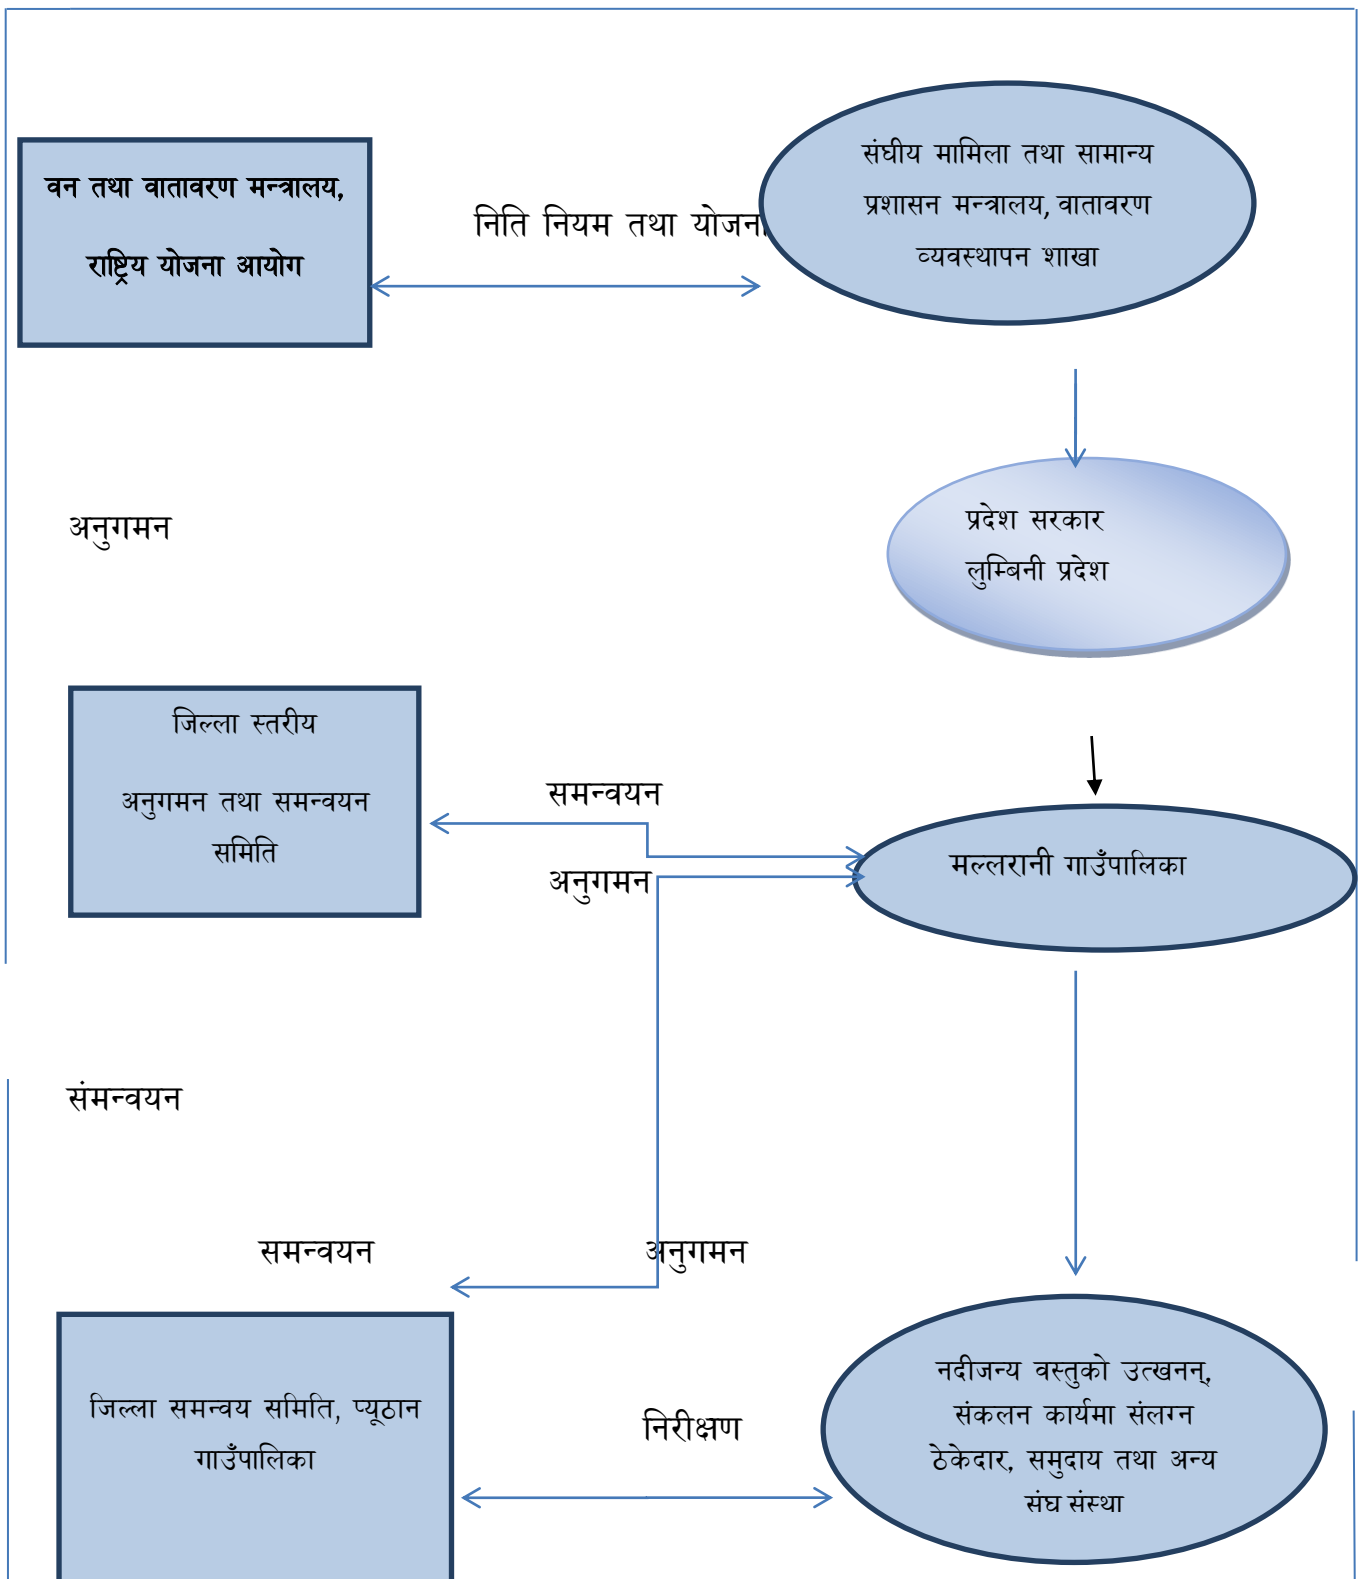 संघीय मामिला तथा सामान्य
प्रशासन मन्त्रालय, वातावरण
व्यवस्थापन शाखा
वन तथा वातावरण मन्त्रालय,
राष्ट्रिय योजना आयोग
निति नियम तथा योजना
अनुगमन
प्रदेश सरकार
लुम्बिनी प्रदेश
जिल्ला स्तरीय
अनुगमन तथा समन्वयन
समिति
समन्वयन
अनुगमन
मल्लरानी गाउँपालिका
संमन्वयन
समन्वयन
अनुगमन
जिल्ला समन्वय समिति, प्यूठान
गाउँपालिका
निरीक्षण
नदीजन्य वस्तुको उत्खनन्,
संकलन कार्यमा संलग्न
ठेकेदार, समुदाय तथा अन्य
संघ संस्था